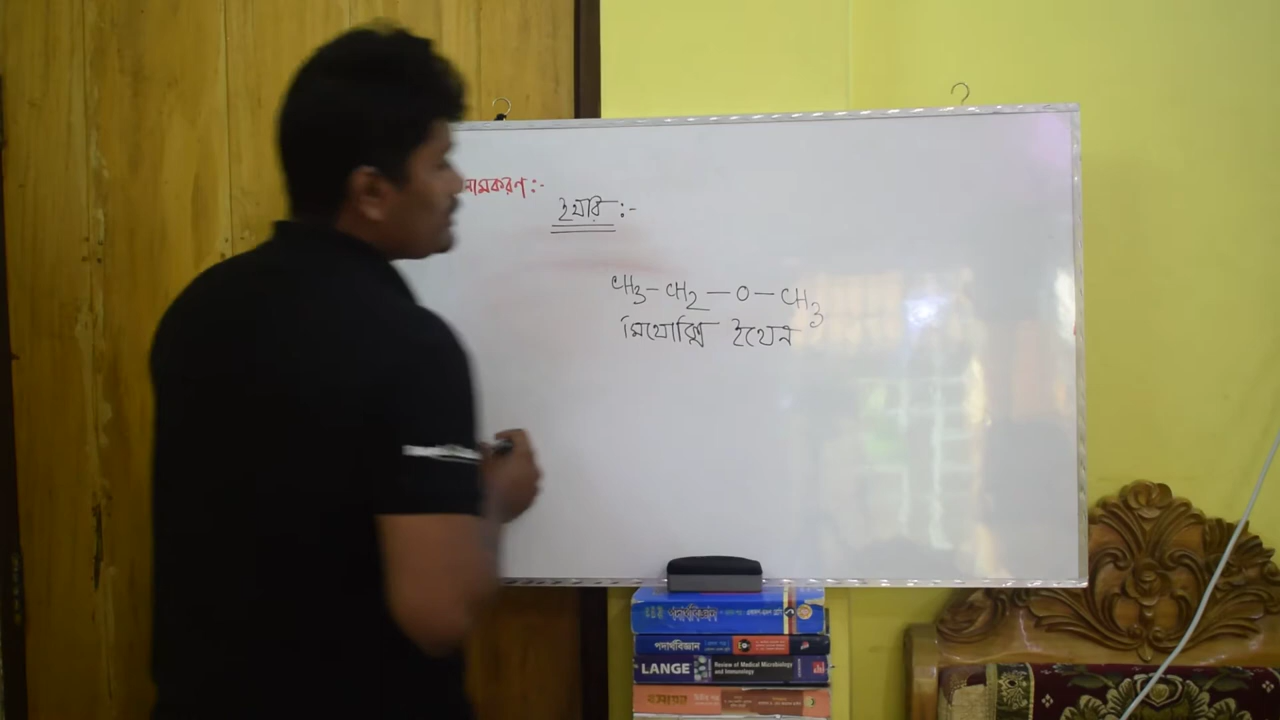 নামকরণ:-
ইথার :-
CH3 - CH2 - O - CH3
মিথোক্সি ইথেন
পদার্থবিজ্ঞান
LANGE Review of Medical Microbiology and Immunology
রসায়ন